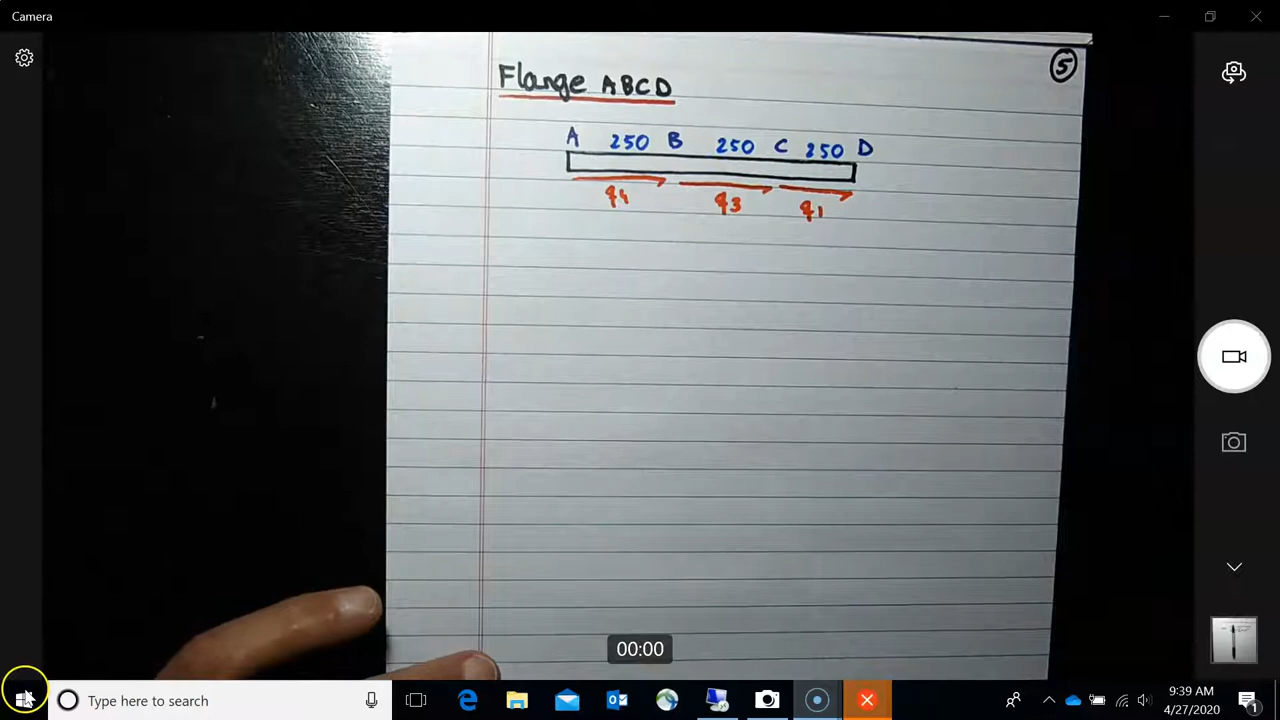 Camera
5
Flange ABCD
A 250 B 250 C 250 D
q4 q3 q1
00:00
Type here to search
9:39 AM
4/27/2020
1